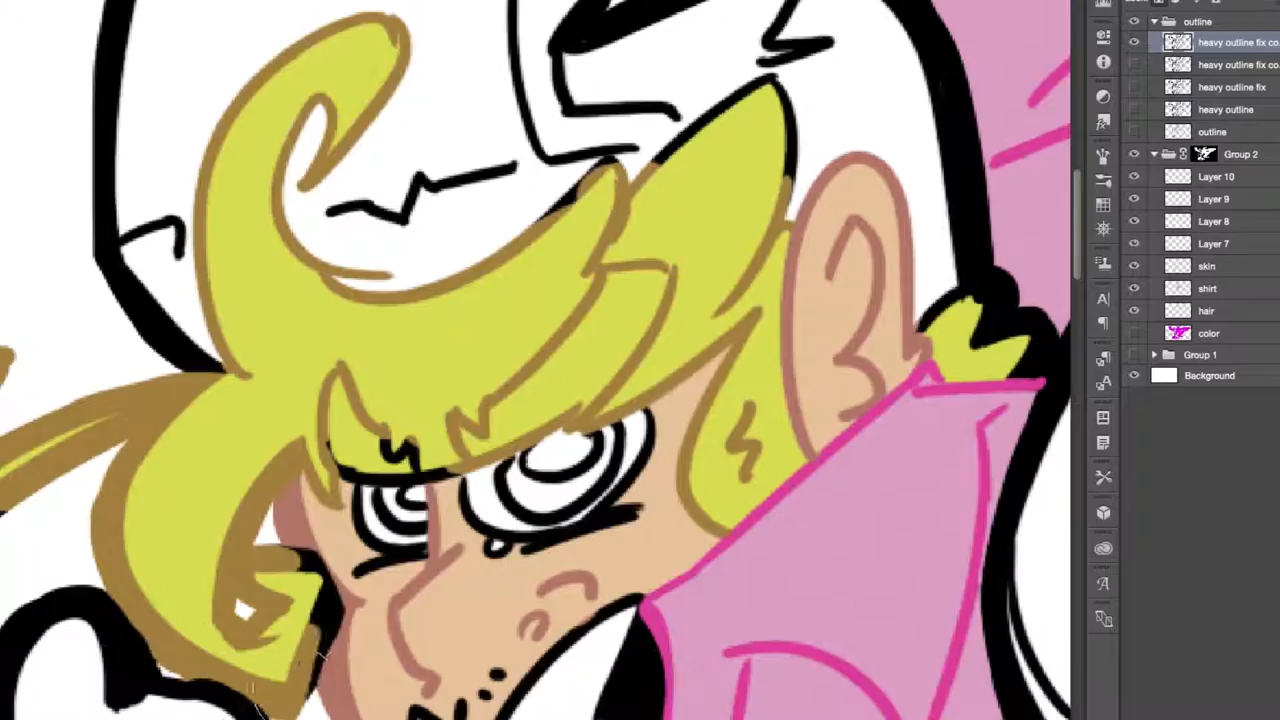 outline
heavy outline fix co
heavy outline fix co.
heavy outline fix
heavy outline
outline
Group 2
Layer 10
Layer 9
Layer 8
Layer 7
skin
shirt
hair
color
Group 1
Background